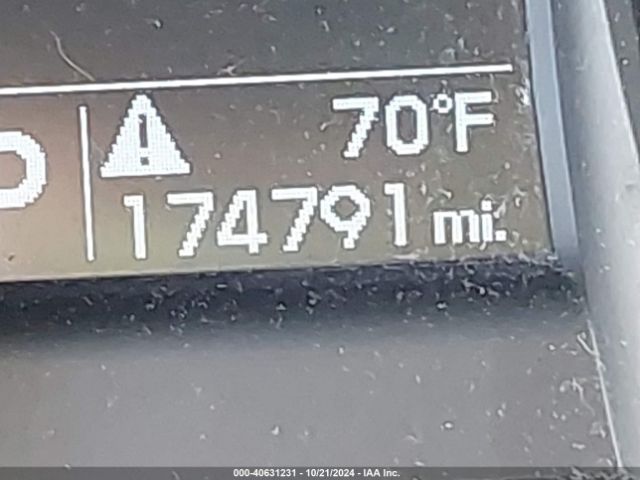 70°F
174791 mi.
000-40631231 - 10/21/2024 - IAA Inc.